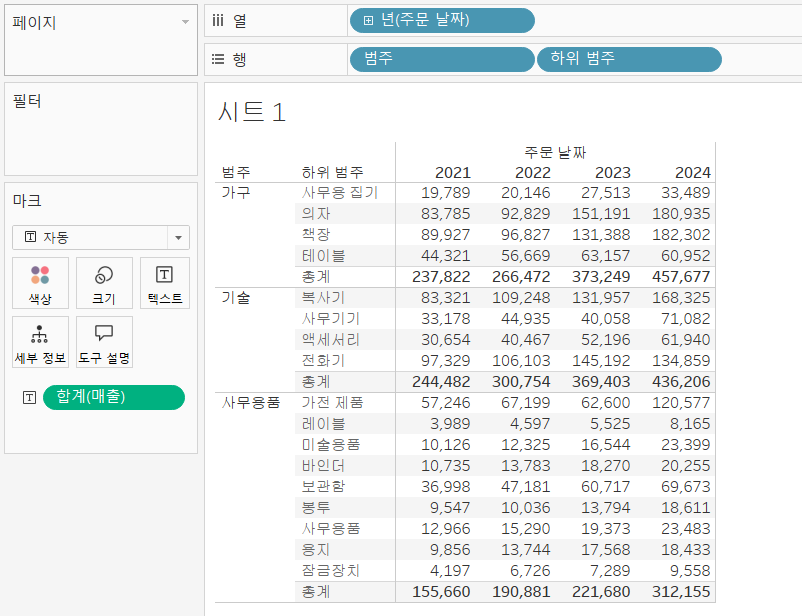 페이지
필터
마크
자동
색상 크기 텍스트
세부 정보 도구 설명
합계(매출)
열 년(주문 날짜)
행 범주 하위 범주
시트 1
주문 날짜
범주 하위 범주 2021 2022 2023 2024
가구 사무용 집기 19,789 20,146 27,513 33,489
의자 83,785 92,829 151,191 180,935
책장 89,927 96,827 131,388 182,302
테이블 44,321 56,669 63,157 60,952
총계 237,822 266,472 373,249 457,677
기술 복사기 83,321 109,248 131,957 168,325
사무기기 33,178 44,935 40,058 71,082
액세서리 30,654 40,467 52,196 61,940
전화기 97,329 106,103 145,192 134,859
총계 244,482 300,754 369,403 436,206
사무용품 가전 제품 57,246 67,199 62,600 120,577
레이블 3,989 4,597 5,525 8,165
미술용품 10,126 12,325 16,544 23,399
바인더 10,735 13,783 18,270 20,255
보관함 36,998 47,181 60,717 69,673
봉투 9,547 10,036 13,794 18,611
사무용품 12,966 15,290 19,373 23,483
용지 9,856 13,744 17,568 18,433
잠금장치 4,197 6,726 7,289 9,558
총계 155,660 190,881 221,680 312,155